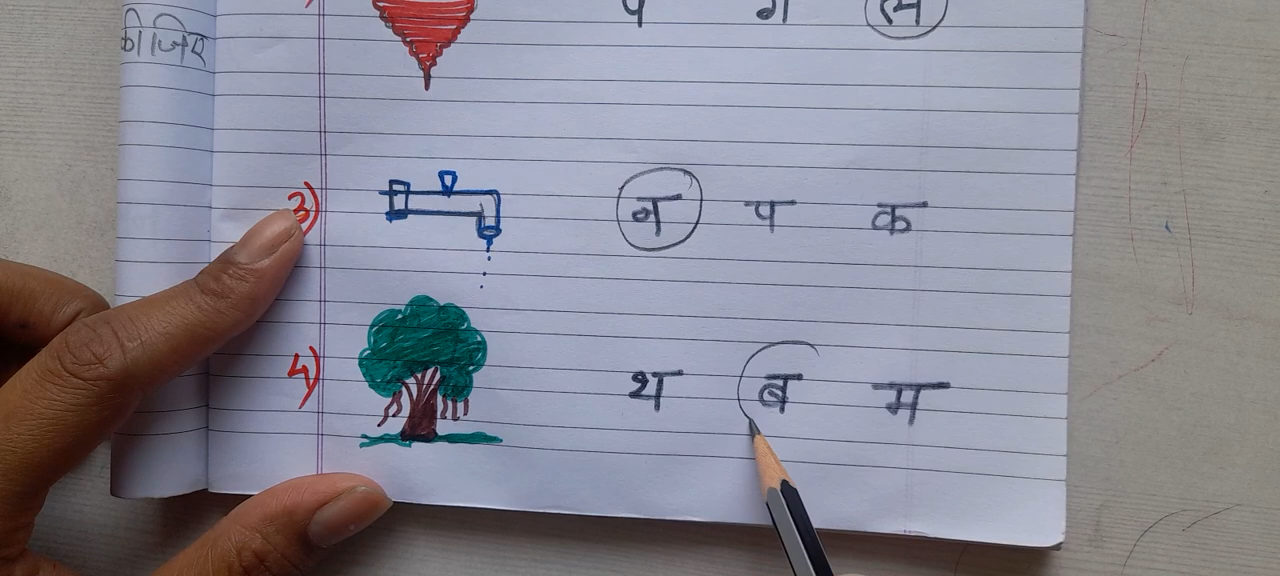 कीजिए
3) न प क
4) थ ब म